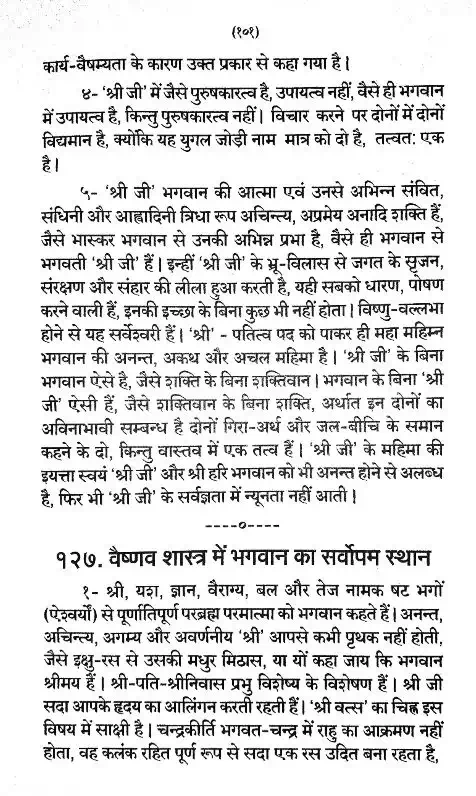 (१०१)
कार्य-वैषम्यता के कारण उक्त प्रकार से कहा गया है।
४- 'श्री जी' में जैसे पुरुषकारत्व है, उपायत्व नहीं, वैसे ही भगवान
में उपायत्व है, किन्तु पुरुषकारत्व नहीं। विचार करने पर दोनों में दोनों
विद्यमान है, क्योंकि यह युगल जोड़ी नाम मात्र को दो है, तत्वत: एक
है।
५- 'श्री जी' भगवान की आत्मा एवं उनसे अभिन्न संवित,
संधिनी और आह्लादिनी त्रिधा रूप अचिन्त्य, अप्रमेय अनादि शक्ति हैं,
जैसे भास्कर भगवान से उनकी अभिन्न प्रभा है, वैसे ही भगवान से
भगवती 'श्री जी' हैं। इन्हीं 'श्री जी' के भ्रू-विलास से जगत के सृजन,
संरक्षण और संहार की लीला हुआ करती है, यही सबको धारण, पोषण
करने वाली हैं, इनकी इच्छा के बिना कुछ भी नहीं होता। विष्णु-वल्लभा
होने से यह सर्वेश्वरी हैं। 'श्री' - पतित्व पद को पाकर ही महा महिम्न
भगवान की अनन्त, अकथ और अचल महिमा है। 'श्री जी' के बिना
भगवान ऐसे है, जैसे शक्ति के बिना शक्तिवान। भगवान के बिना 'श्री
जी' ऐसी हैं, जैसे शक्तिवान के बिना शक्ति, अर्थात इन दोनों का
अविनाभावी सम्बन्ध है दोनों गिरा-अर्थ और जल-बीचि के समान
कहने के दो, किन्तु वास्तव में एक तत्व हैं। 'श्री जी' के महिमा की
इयत्ता स्वयं 'श्री जी' और श्री हरि भगवान को भी अनन्त होने से अलब्ध
है, फिर भी 'श्री जी' के सर्वज्ञता में न्यूनता नहीं आती।
----०----
१२७. वैष्णव शास्त्र में भगवान का सर्वोपम स्थान
१- श्री, यश, ज्ञान, वैराग्य, बल और तेज नामक षट भगों
(ऐश्वर्यों) से पूर्णातिपूर्ण परब्रह्म परमात्मा को भगवान कहते हैं। अनन्त,
अचिन्त्य, अगम्य और अवर्णनीय 'श्री' आपसे कभी पृथक नहीं होती,
जैसे इक्षु-रस से उसकी मधुर मिठास, या यों कहा जाय कि भगवान
श्रीमय हैं। श्री-पति-श्रीनिवास प्रभु विशेष्य के विशेषण हैं। श्री जी
सदा आपके हृदय का आलिंगन करती रहती हैं। 'श्री वत्स' का चिह्न इस
विषय में साक्षी है। चन्द्रकीर्ति भगवत-चन्द्र में राहु का आक्रमण नहीं
होता, वह कलंक रहित पूर्ण रूप से सदा एक रस उदित बना रहता है,